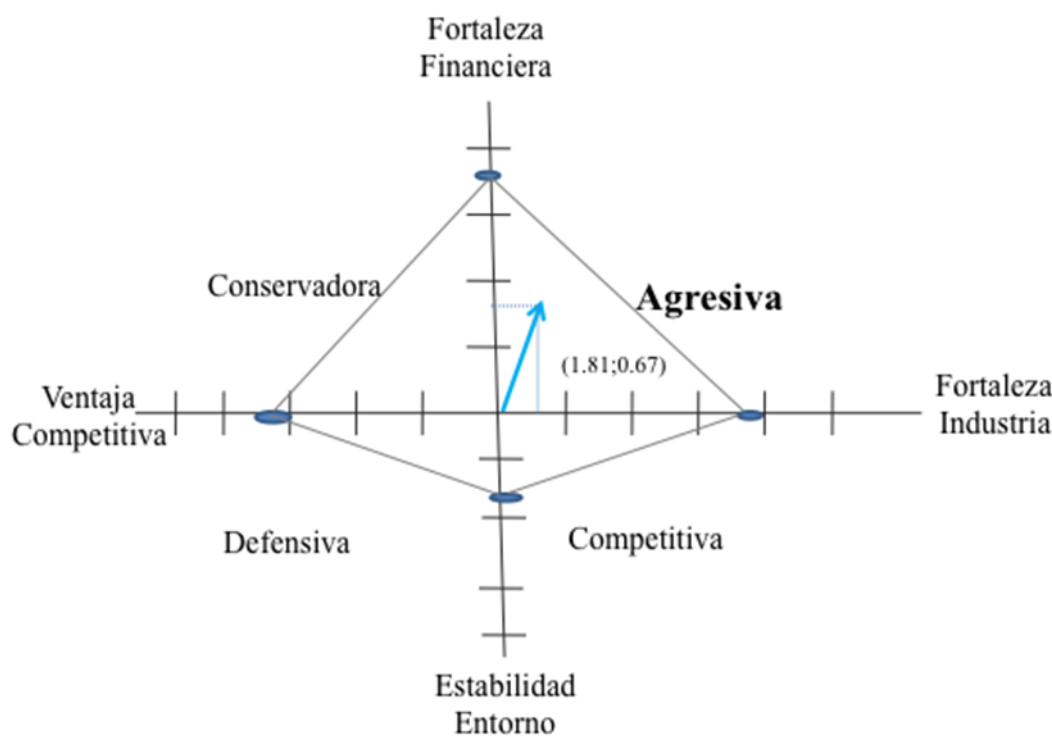 Fortaleza
Financiera
Conservadora
Agresiva
(1.81;0.67)
Ventaja
Competitiva
Fortaleza
Industria
Defensiva
Competitiva
Estabilidad
Entorno